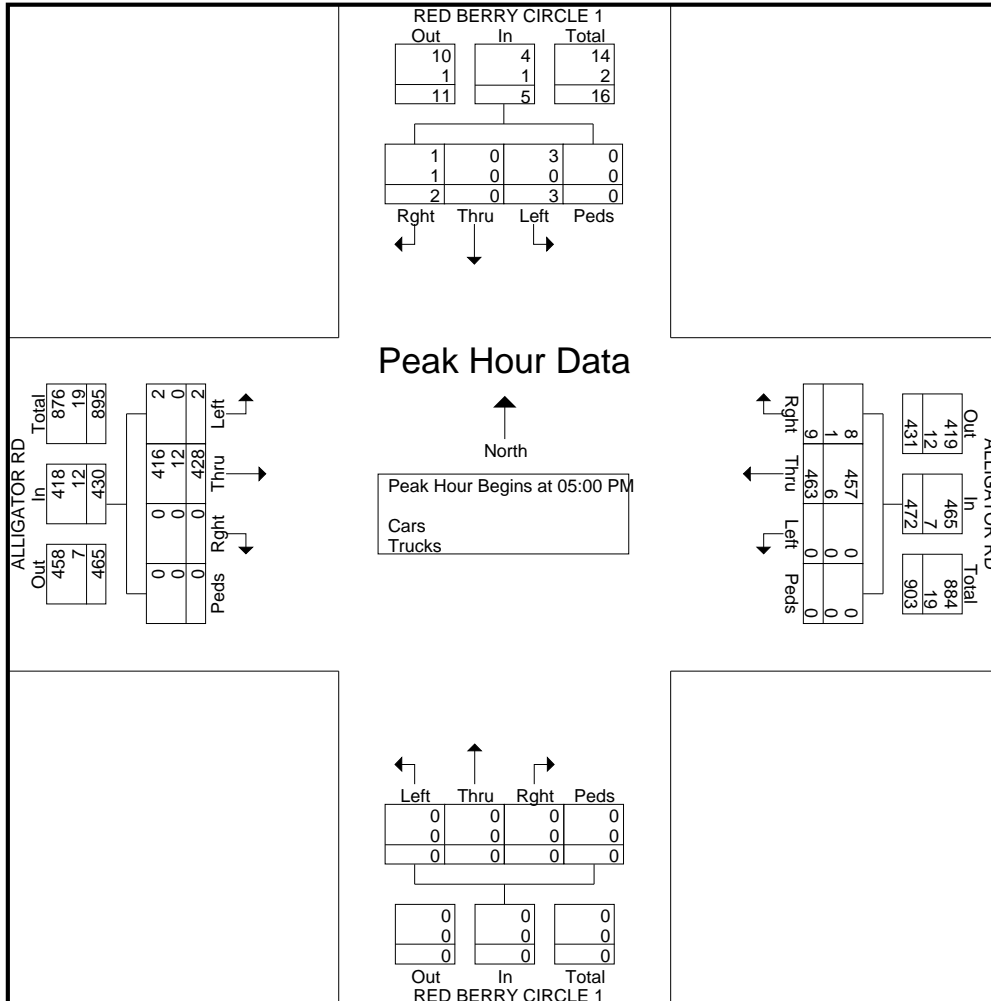 RED BERRY CIRCLE 1
Out In Total
10 4 14
1 1 2
11 5 16
1 0 3 0
1 0 0 0
2 0 3 0
Rght Thru Left Peds
Peak Hour Data
North
Peak Hour Begins at 05:00 PM
Cars
Trucks
ALLIGATOR RD
Out In Total
458 418 876
7 12 19
465 430 895
2 416 0 0
0 12 0 0
2 428 0 0
Left Thru Rght Peds
Rght Thru Left Peds
8 457 0 0
1 6 0 0
9 463 0 0
419 465 884
12 7 19
431 472 903
Out In Total
ALLIGATOR RD
Left Thru Rght Peds
0 0 0 0
0 0 0 0
0 0 0 0
0 0 0
0 0 0
0 0 0
Out In Total
RED BERRY CIRCLE 1